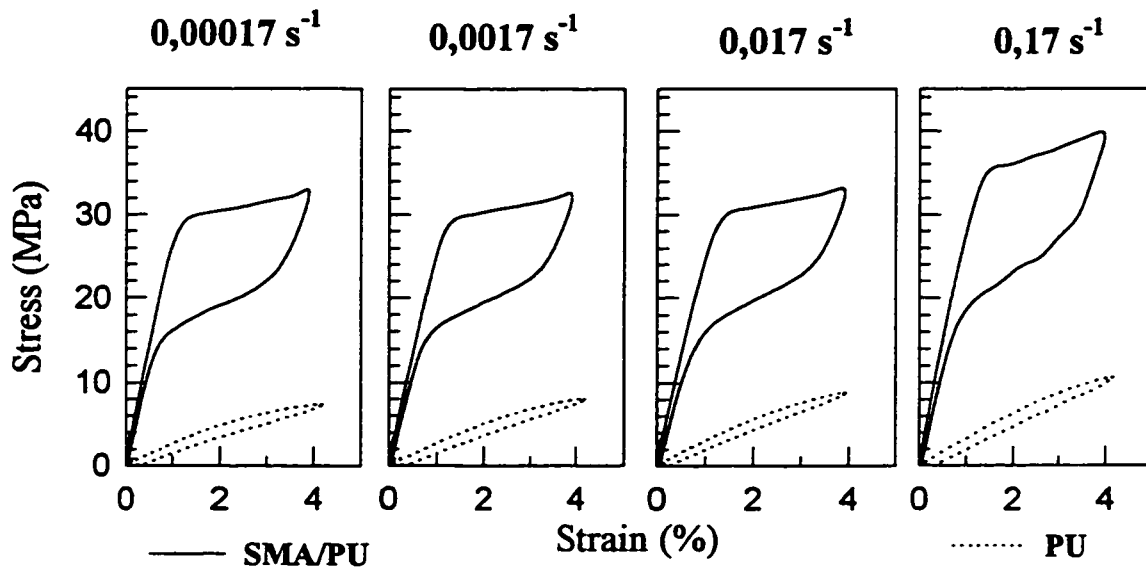 0,00017 s⁻¹ 0,0017 s⁻¹ 0,017 s⁻¹ 0,17 s⁻¹
Stress (MPa)
40
30
20
10
0
0 2 4 0 2 4 0 2 4 0 2 4
Strain (%)
SMA/PU PU